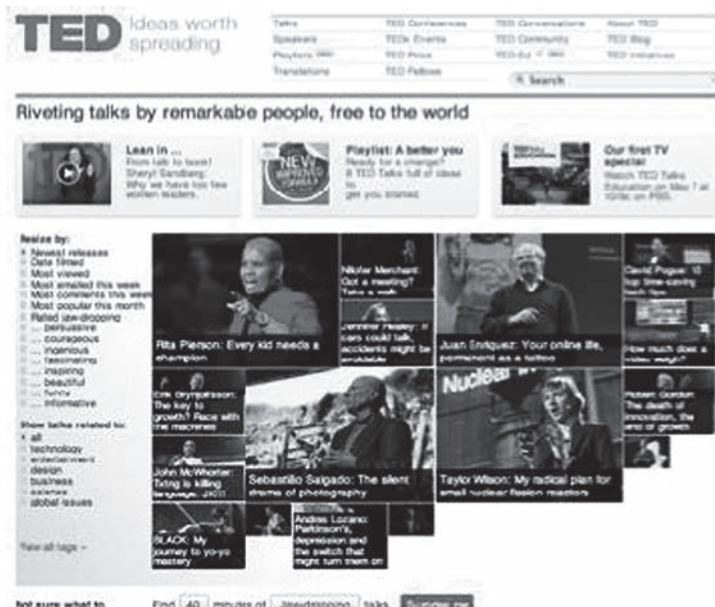 TED Ideas worth
spreading
Talks TED Conferences TED Conversations About TED
Speakers TEDx Events TED Community TED Blog
Playlists TED Prize TED-Ed TED Initiatives
Translations TED Fellows
Search
Riveting talks by remarkable people, free to the world
Lean in ...
From talk to book!
Sheryl Sandberg:
Why we have too few
women leaders.
NEW
IMPROVED
FORMULA
Playlist: A better you
Ready for a change?
8 TED Talks full of ideas
to
get you started.
Our first TV
special
Watch TED Talks
Education on May 7 at
on PBS.
Resize by:
Newest releases
Date filmed
Most viewed
Most emailed this week
Most comments this week
Most popular this month
Rated jaw-dropping
... persuasive
... courageous
... ingenious
... fascinating
... inspiring
... beautiful
... funny
... informative
Show talks related to:
all
technology
entertainment
design
business
science
global issues
View all tags
Rita Pierson: Every kid needs a
champion
Nilofer Merchant:
Got a meeting?
Take a walk
Jennifer Healey: If
cars could talk,
accidents might be
avoidable
Juan Enriquez: Your online life,
permanent as a tattoo
David Pogue: 10
top time-saving
tech tips
How much does a
video weigh?
Erik Brynjolfsson:
The key to
growth? Race with
the machines
Sebastião Salgado: The silent
drama of photography
Nuclear
Taylor Wilson: My radical plan for
small nuclear fission reactors
Robert Gordon:
The death of
innovation, the
end of growth
John McWhorter:
Txtng is killing
language. JK!!!
BLACK: My
journey to yo-yo
mastery
Andres Lozano:
Parkinson's,
depression and
the switch that
might turn them off
Not sure what to
Find 40 minutes of Jaw-dropping talks Surprise me